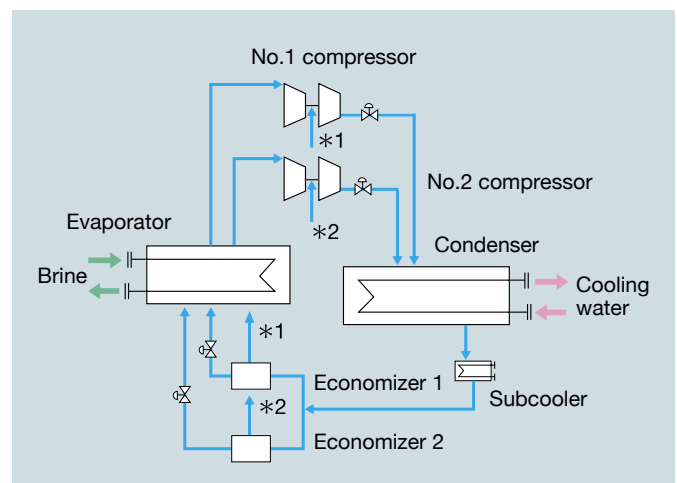 No.1 compressor
*1
No.2 compressor
*2
Evaporator
Condenser
Brine
Cooling
water
*1
Economizer 1
Subcooler
*2
Economizer 2